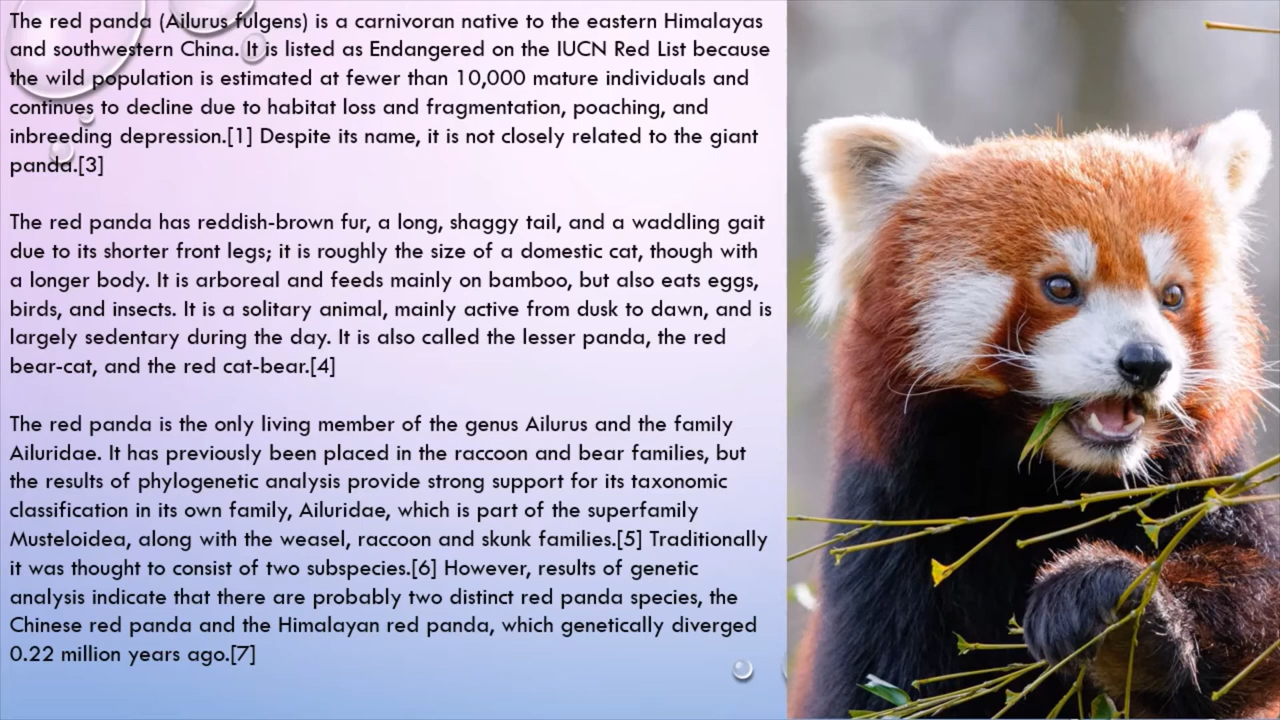 The red panda (Ailurus fulgens) is a carnivoran native to the eastern Himalayas
and southwestern China. It is listed as Endangered on the IUCN Red List because
the wild population is estimated at fewer than 10,000 mature individuals and
continues to decline due to habitat loss and fragmentation, poaching, and
inbreeding depression.[1] Despite its name, it is not closely related to the giant
panda.[3]
The red panda has reddish-brown fur, a long, shaggy tail, and a waddling gait
due to its shorter front legs; it is roughly the size of a domestic cat, though with
a longer body. It is arboreal and feeds mainly on bamboo, but also eats eggs,
birds, and insects. It is a solitary animal, mainly active from dusk to dawn, and is
largely sedentary during the day. It is also called the lesser panda, the red
bear-cat, and the red cat-bear.[4]
The red panda is the only living member of the genus Ailurus and the family
Ailuridae. It has previously been placed in the raccoon and bear families, but
the results of phylogenetic analysis provide strong support for its taxonomic
classification in its own family, Ailuridae, which is part of the superfamily
Musteloidea, along with the weasel, raccoon and skunk families.[5] Traditionally
it was thought to consist of two subspecies.[6] However, results of genetic
analysis indicate that there are probably two distinct red panda species, the
Chinese red panda and the Himalayan red panda, which genetically diverged
0.22 million years ago.[7]